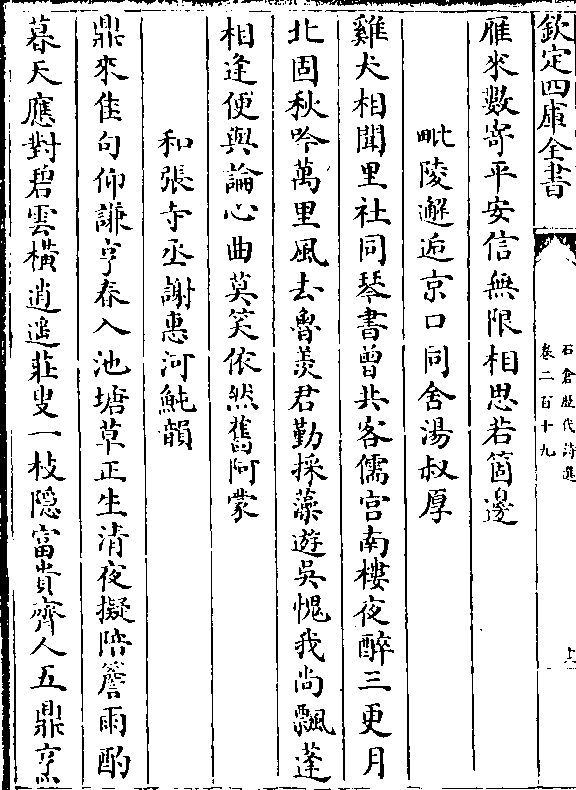 欽定四庫全書
石倉歷代詩選
卷二百十九
上
雁來數寄平安信無限相思若箇邊
毗陵邂逅京口同舍湯叔厚
雞犬相聞里社同琴書曾共客儒宫南樓夜醉三更月
北固秋吟萬里風去魯羨君勤採藻遊吳愧我尚飄蓬
相逢便與論心曲莫笑依然舊阿蒙
和張寺丞謝惠河魨韻
鼎來佳句仰謙亨春入池塘草正生清夜擬陪簷雨酌
暮天應對碧雲横逍遥莊叟一枝隠富貴齊人五鼎烹